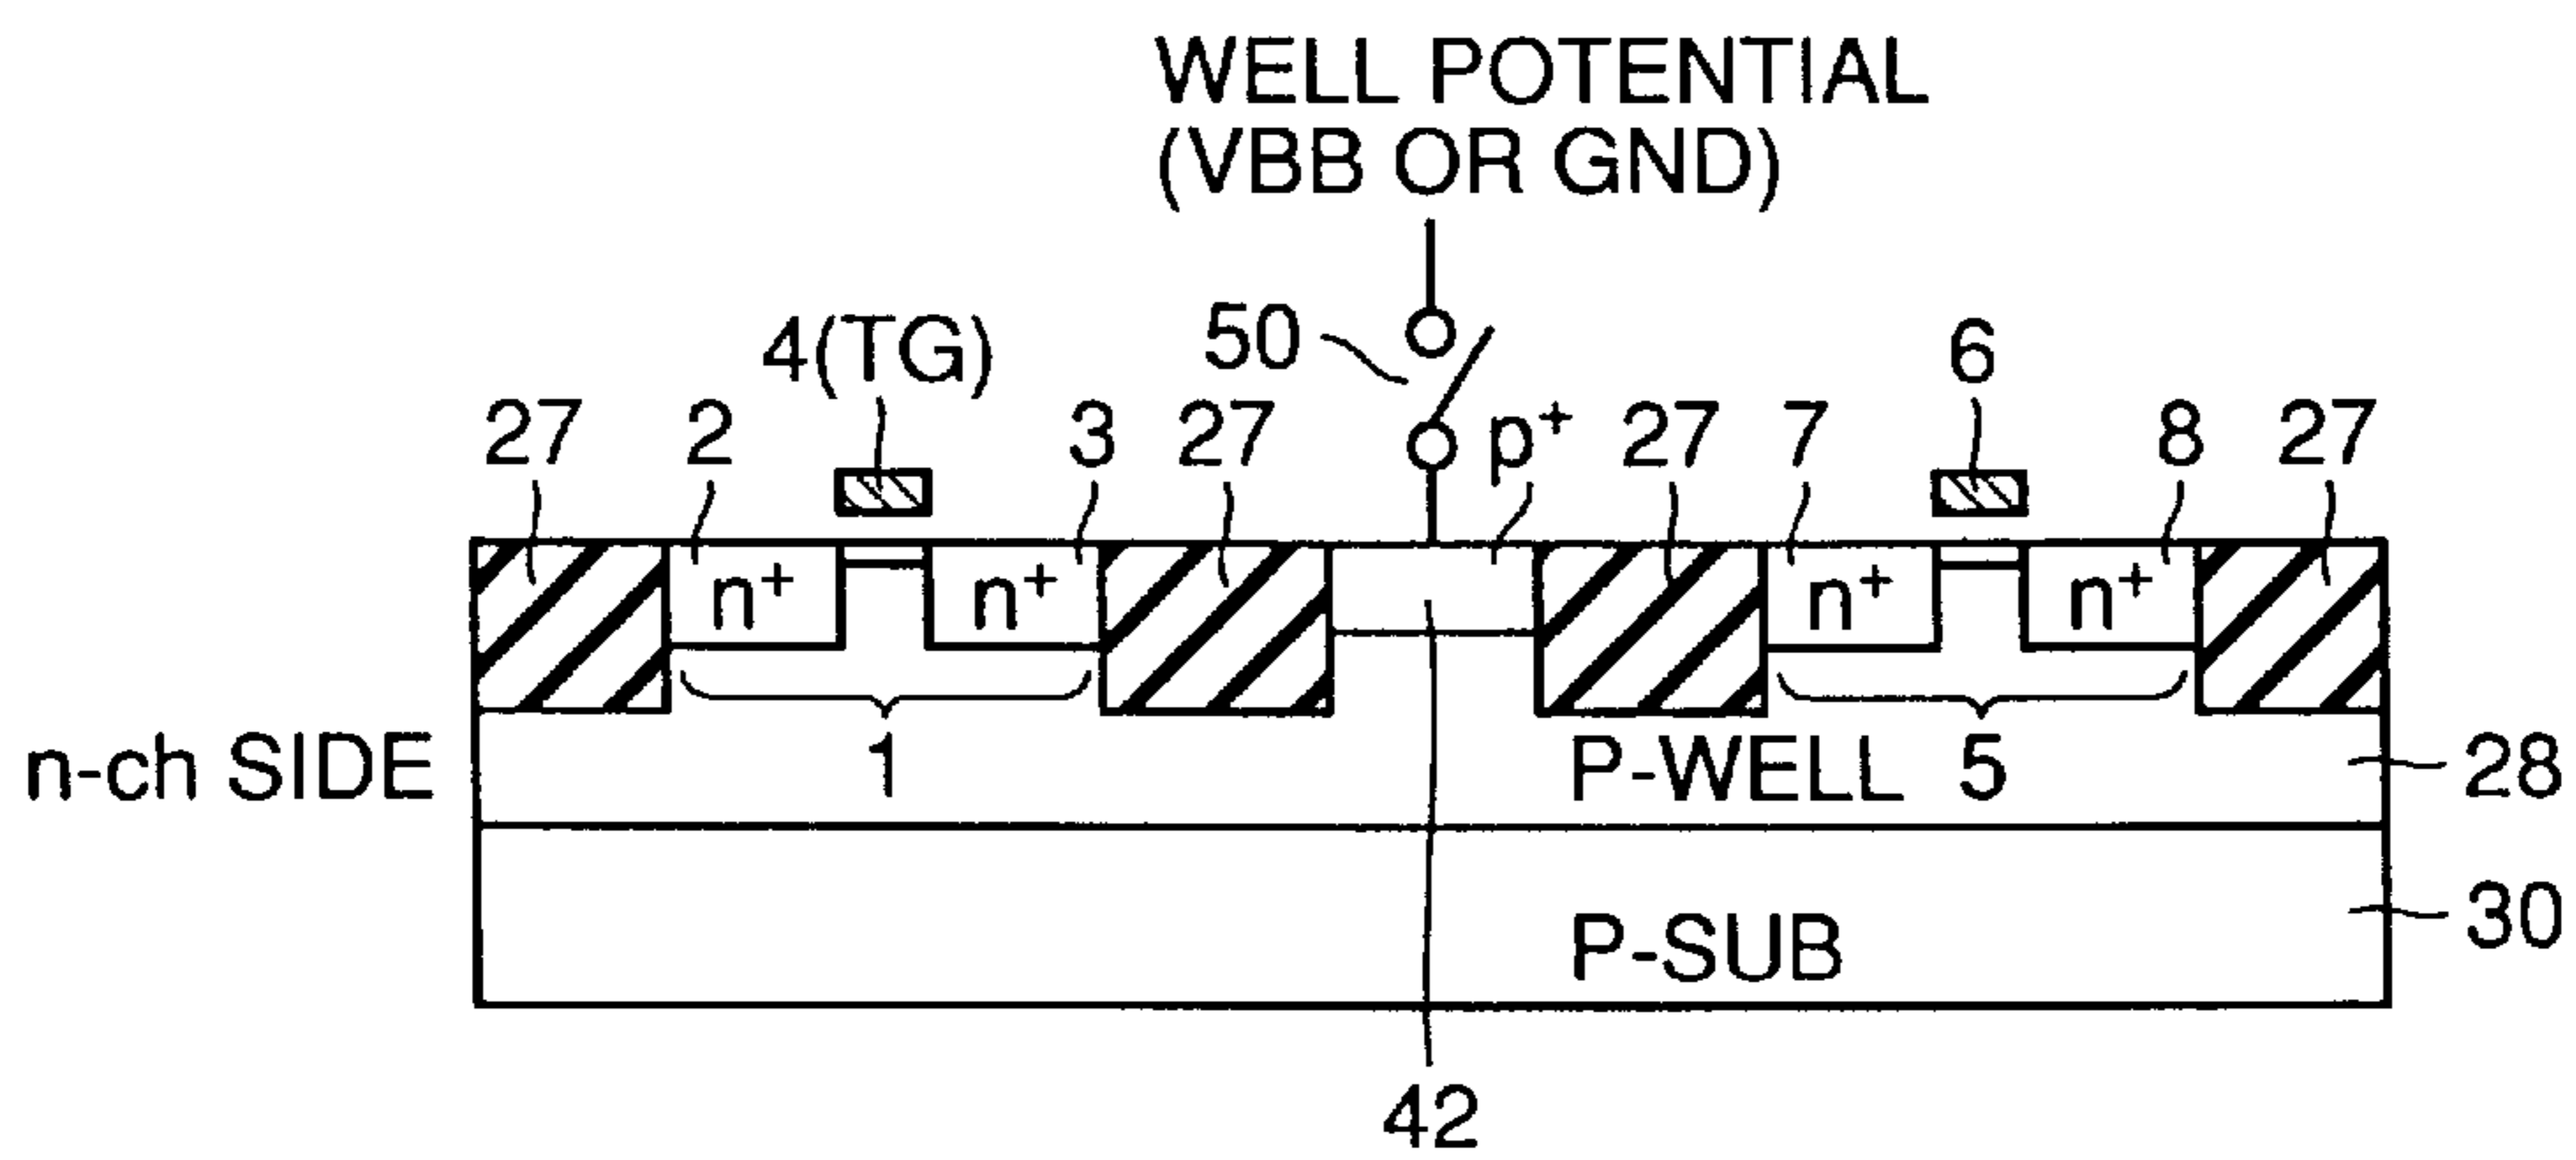 WELL POTENTIAL
(VBB OR GND)
4(TG)
50
6
27
2
3
27
p⁺
27
7
8
27
n⁺
n⁺
n⁺
n⁺
n-ch SIDE
1
P-WELL
5
28
P-SUB
30
42